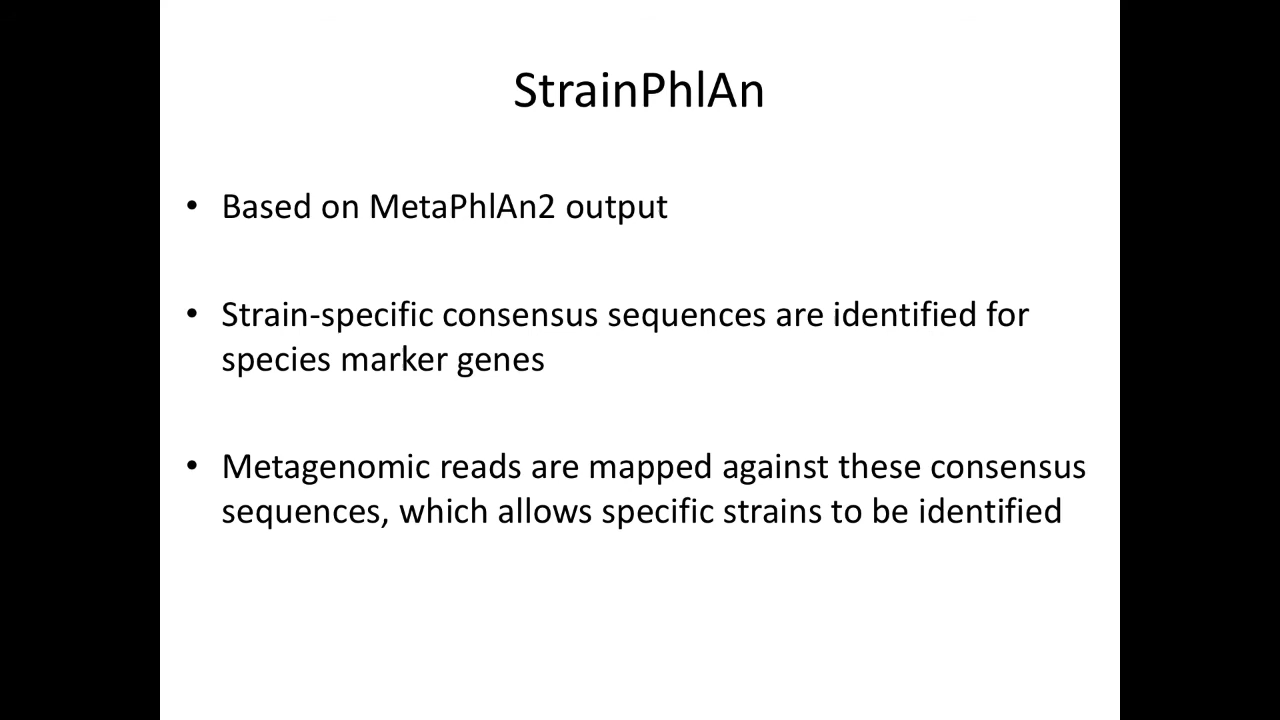 StrainPhlAn
• Based on MetaPhlAn2 output
• Strain-specific consensus sequences are identified for
species marker genes
• Metagenomic reads are mapped against these consensus
sequences, which allows specific strains to be identified